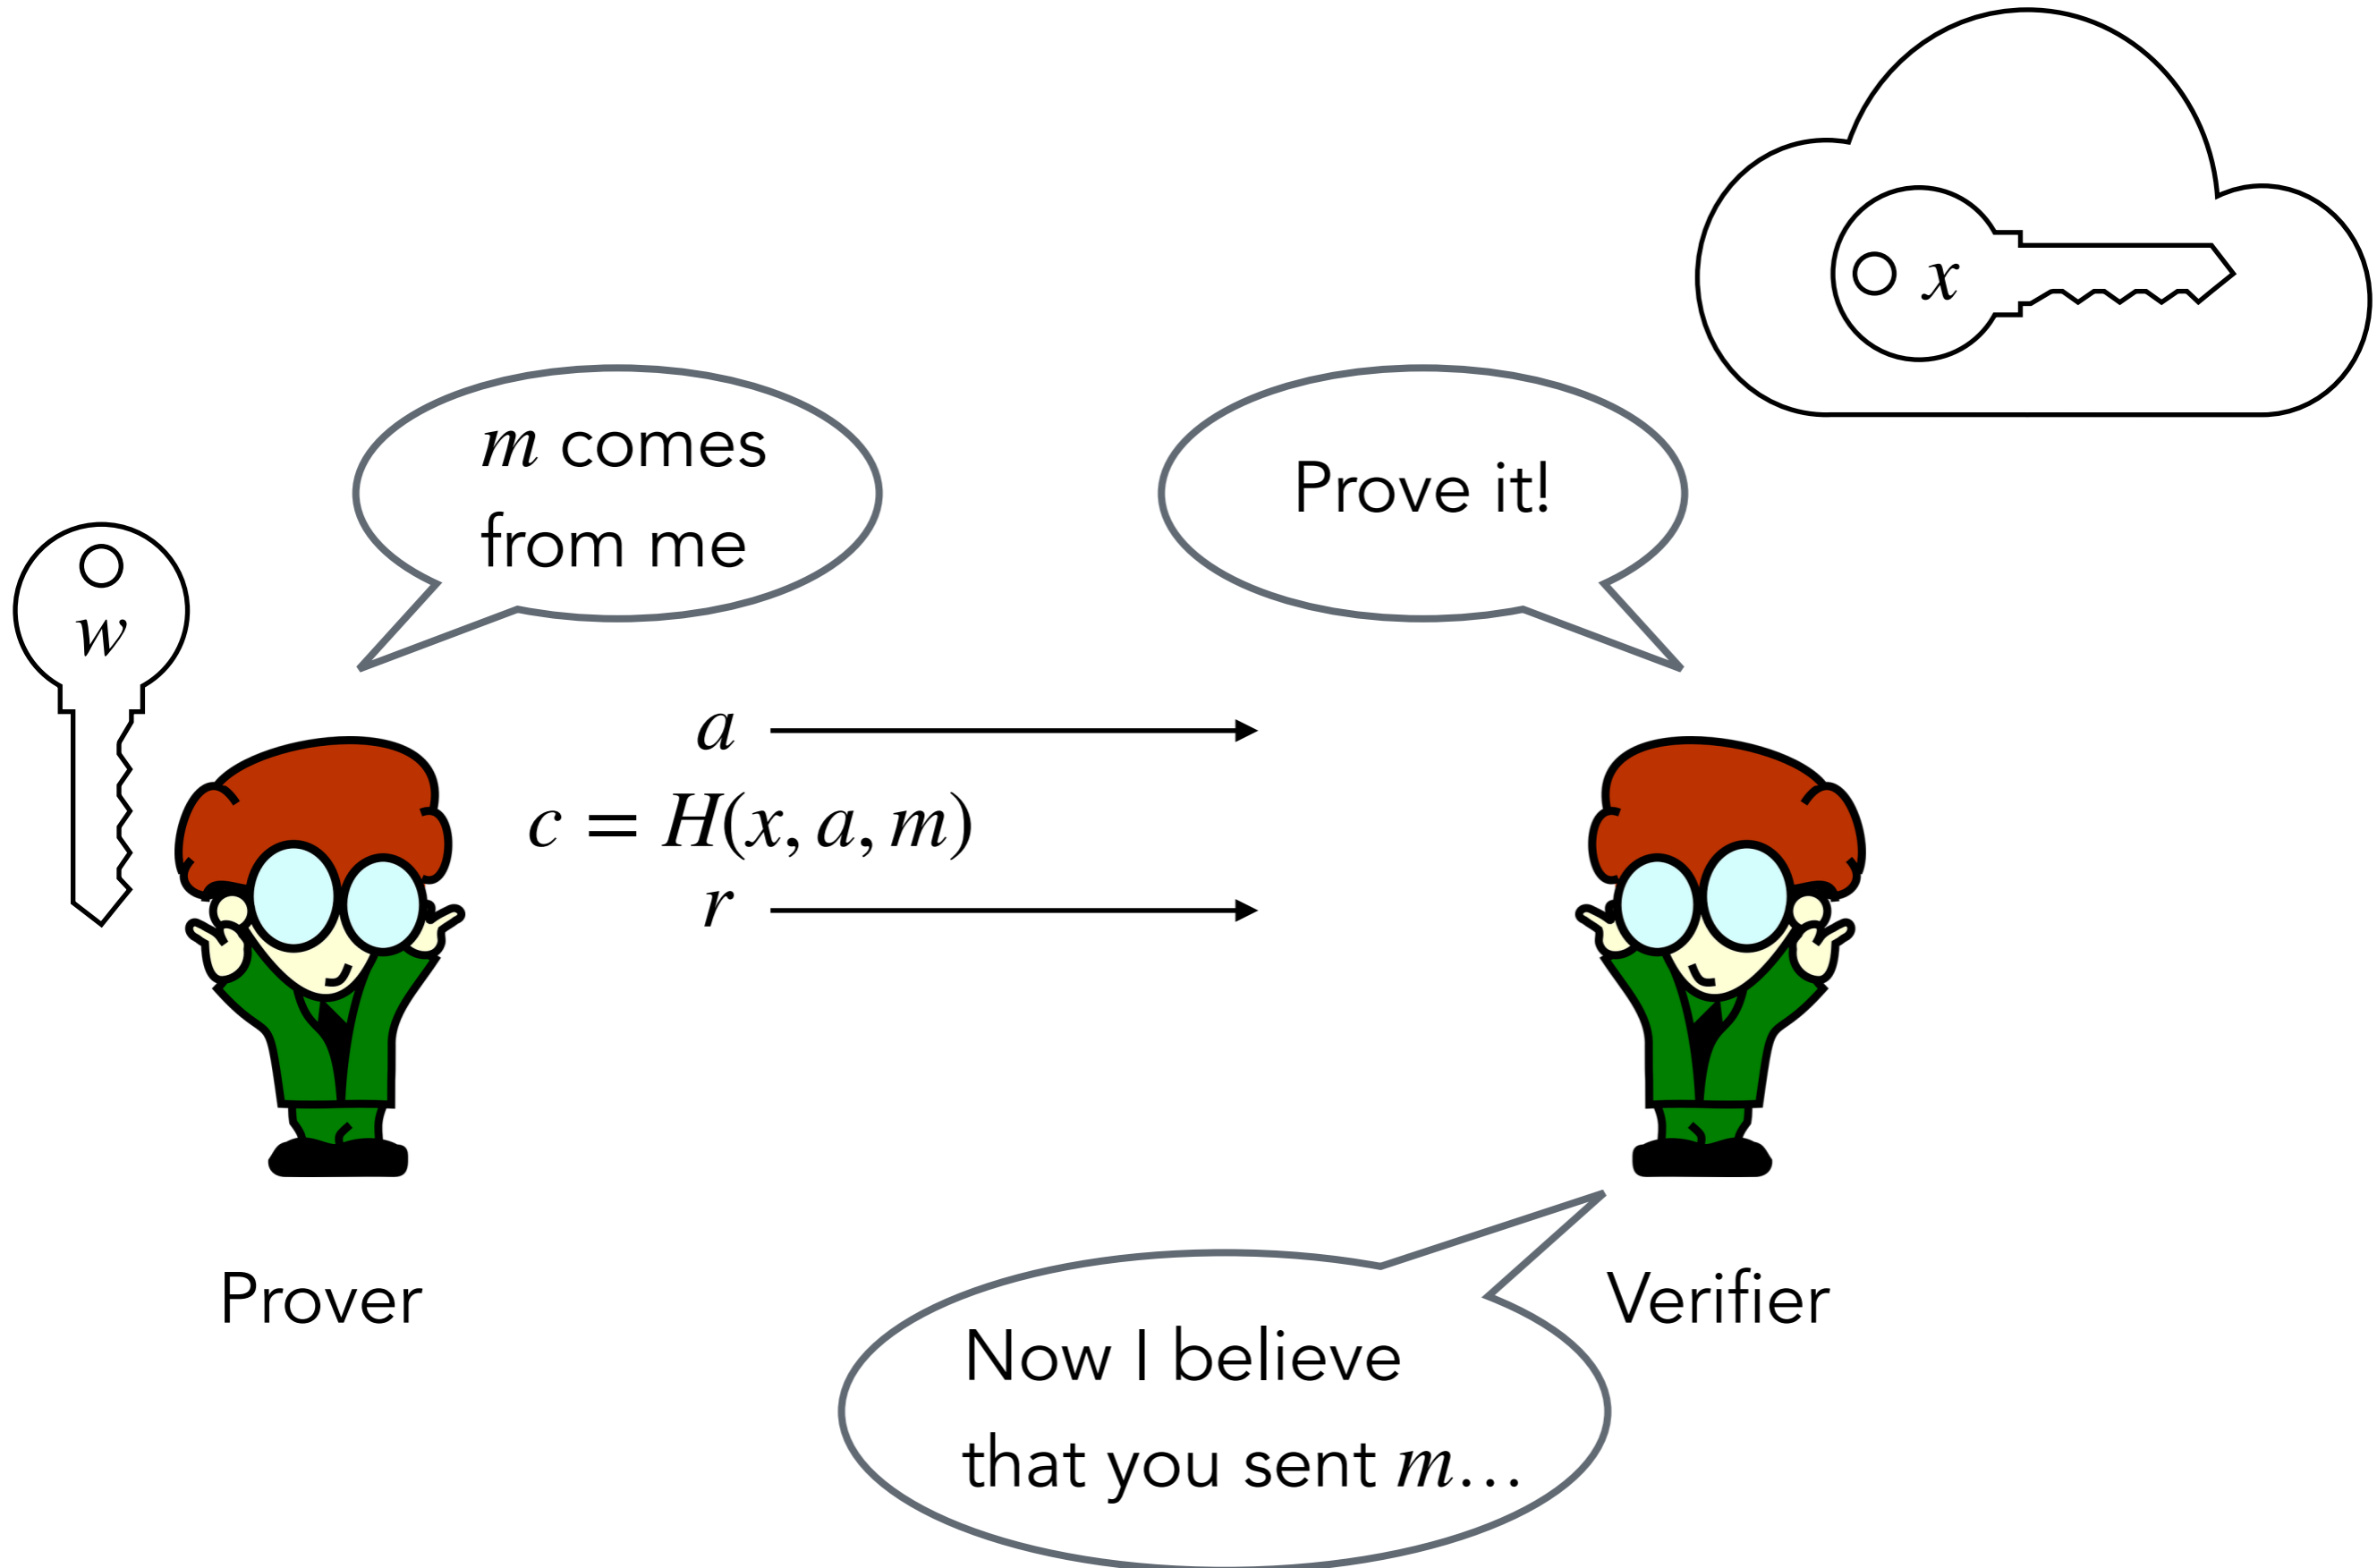 x
m comes
from me
Prove it!
w
a
c = H(x, a, m)
r
Prover
Verifier
Now I believe
that you sent m…